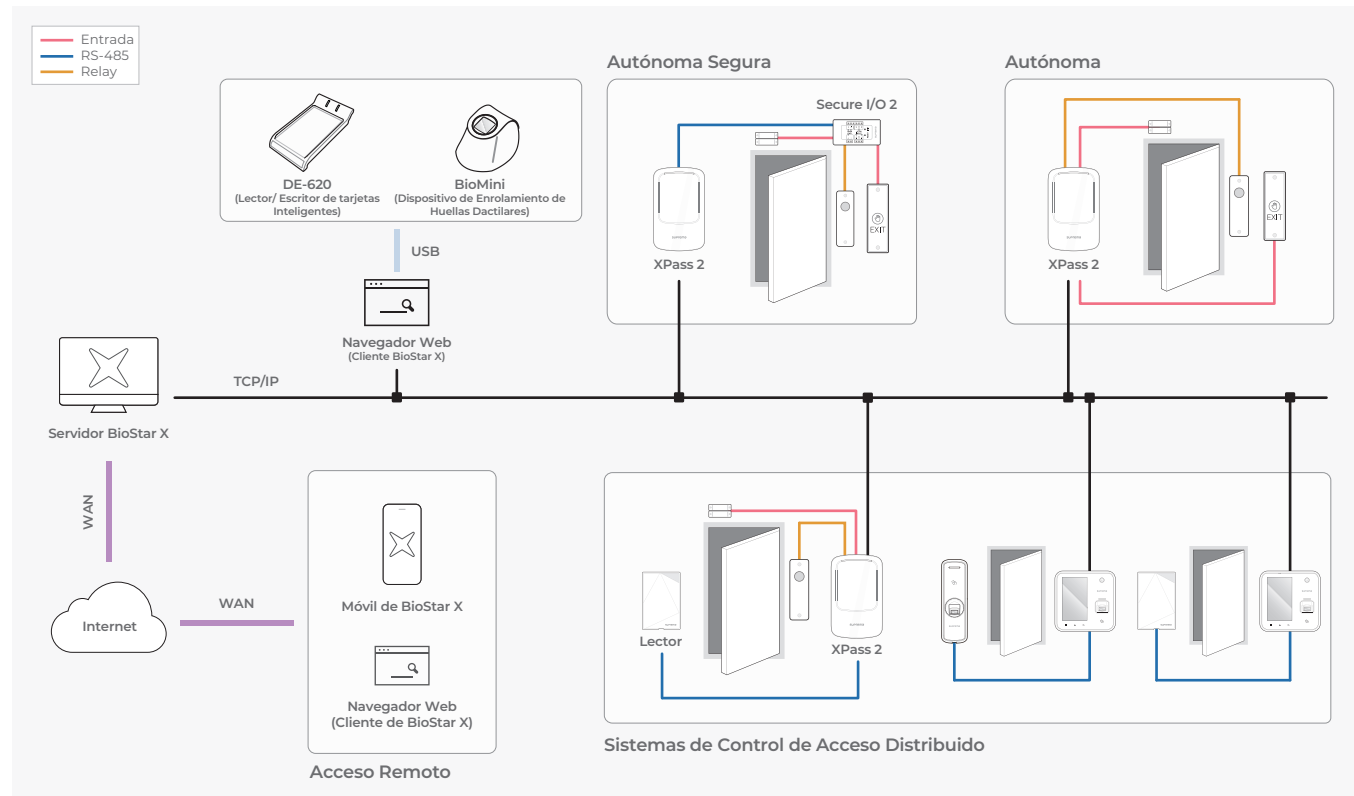 Entrada
RS-485
Relay
DE-620
(Lector/ Escritor de tarjetas
Inteligentes)
BioMini
(Dispositivo de Enrolamiento de
Huellas Dactilares)
USB
Navegador Web
(Cliente BioStar X)
Autónoma Segura
Secure I/O 2
EXIT
XPass 2
Autónoma
EXIT
XPass 2
TCP/IP
Servidor BioStar X
WAN
Internet
WAN
Móvil de BioStar X
Navegador Web
(Cliente de BioStar X)
Acceso Remoto
Lector
XPass 2
Sistemas de Control de Acceso Distribuido